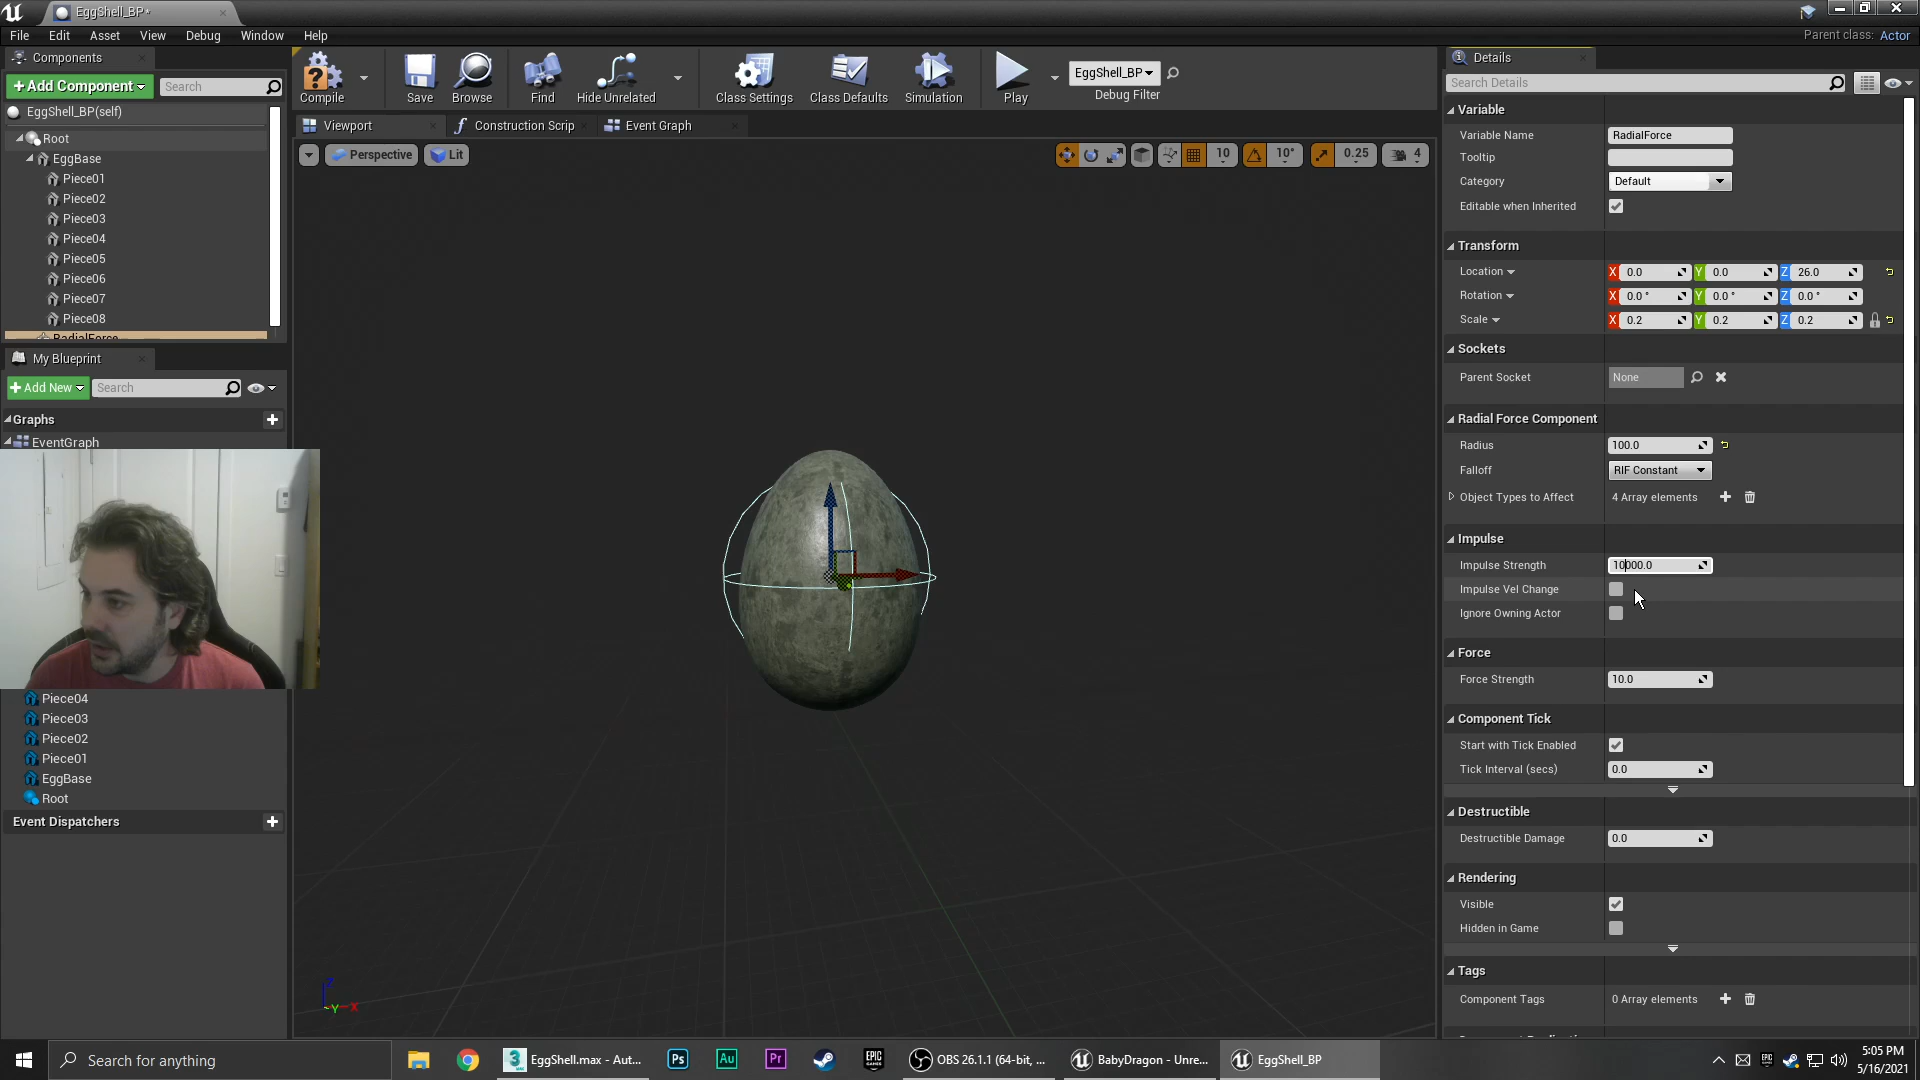 EggShell_BP*
File Edit Asset View Debug Window Help
Parent class: Actor
Components
+Add Component
Search
EggShell_BP(self)
Root
EggBase
Piece01
Piece02
Piece03
Piece04
Piece05
Piece06
Piece07
Piece08
RadialForce
My Blueprint
+Add New
Search
Graphs
EventGraph
Piece04
Piece03
Piece02
Piece01
EggBase
Root
Event Dispatchers
Compile
Save
Browse
Find
Hide Unrelated
Class Settings
Class Defaults
Simulation
Play
EggShell_BP
Debug Filter
Viewport
Construction Scrip
Event Graph
Perspective
Lit
10
10°
0.25
4
Z
Y
X
Details
Search Details
Variable
Variable Name RadialForce
Tooltip
Category Default
Editable when Inherited
Transform
Location X 0.0 Y 0.0 Z 26.0
Rotation X 0.0 ° Y 0.0 ° Z 0.0 °
Scale X 0.2 Y 0.2 Z 0.2
Sockets
Parent Socket None
Radial Force Component
Radius 100.0
Falloff RIF Constant
Object Types to Affect 4 Array elements
Impulse
Impulse Strength 10000.0
Impulse Vel Change
Ignore Owning Actor
Force
Force Strength 10.0
Component Tick
Start with Tick Enabled
Tick Interval (secs) 0.0
Destructible
Destructible Damage 0.0
Rendering
Visible
Hidden in Game
Tags
Component Tags 0 Array elements
Search for anything
EggShell.max - Aut...
Ps
Au
Pr
EPIC
OBS 26.1.1 (64-bit, ...
BabyDragon - Unre...
EggShell_BP
5:05 PM
5/16/2021